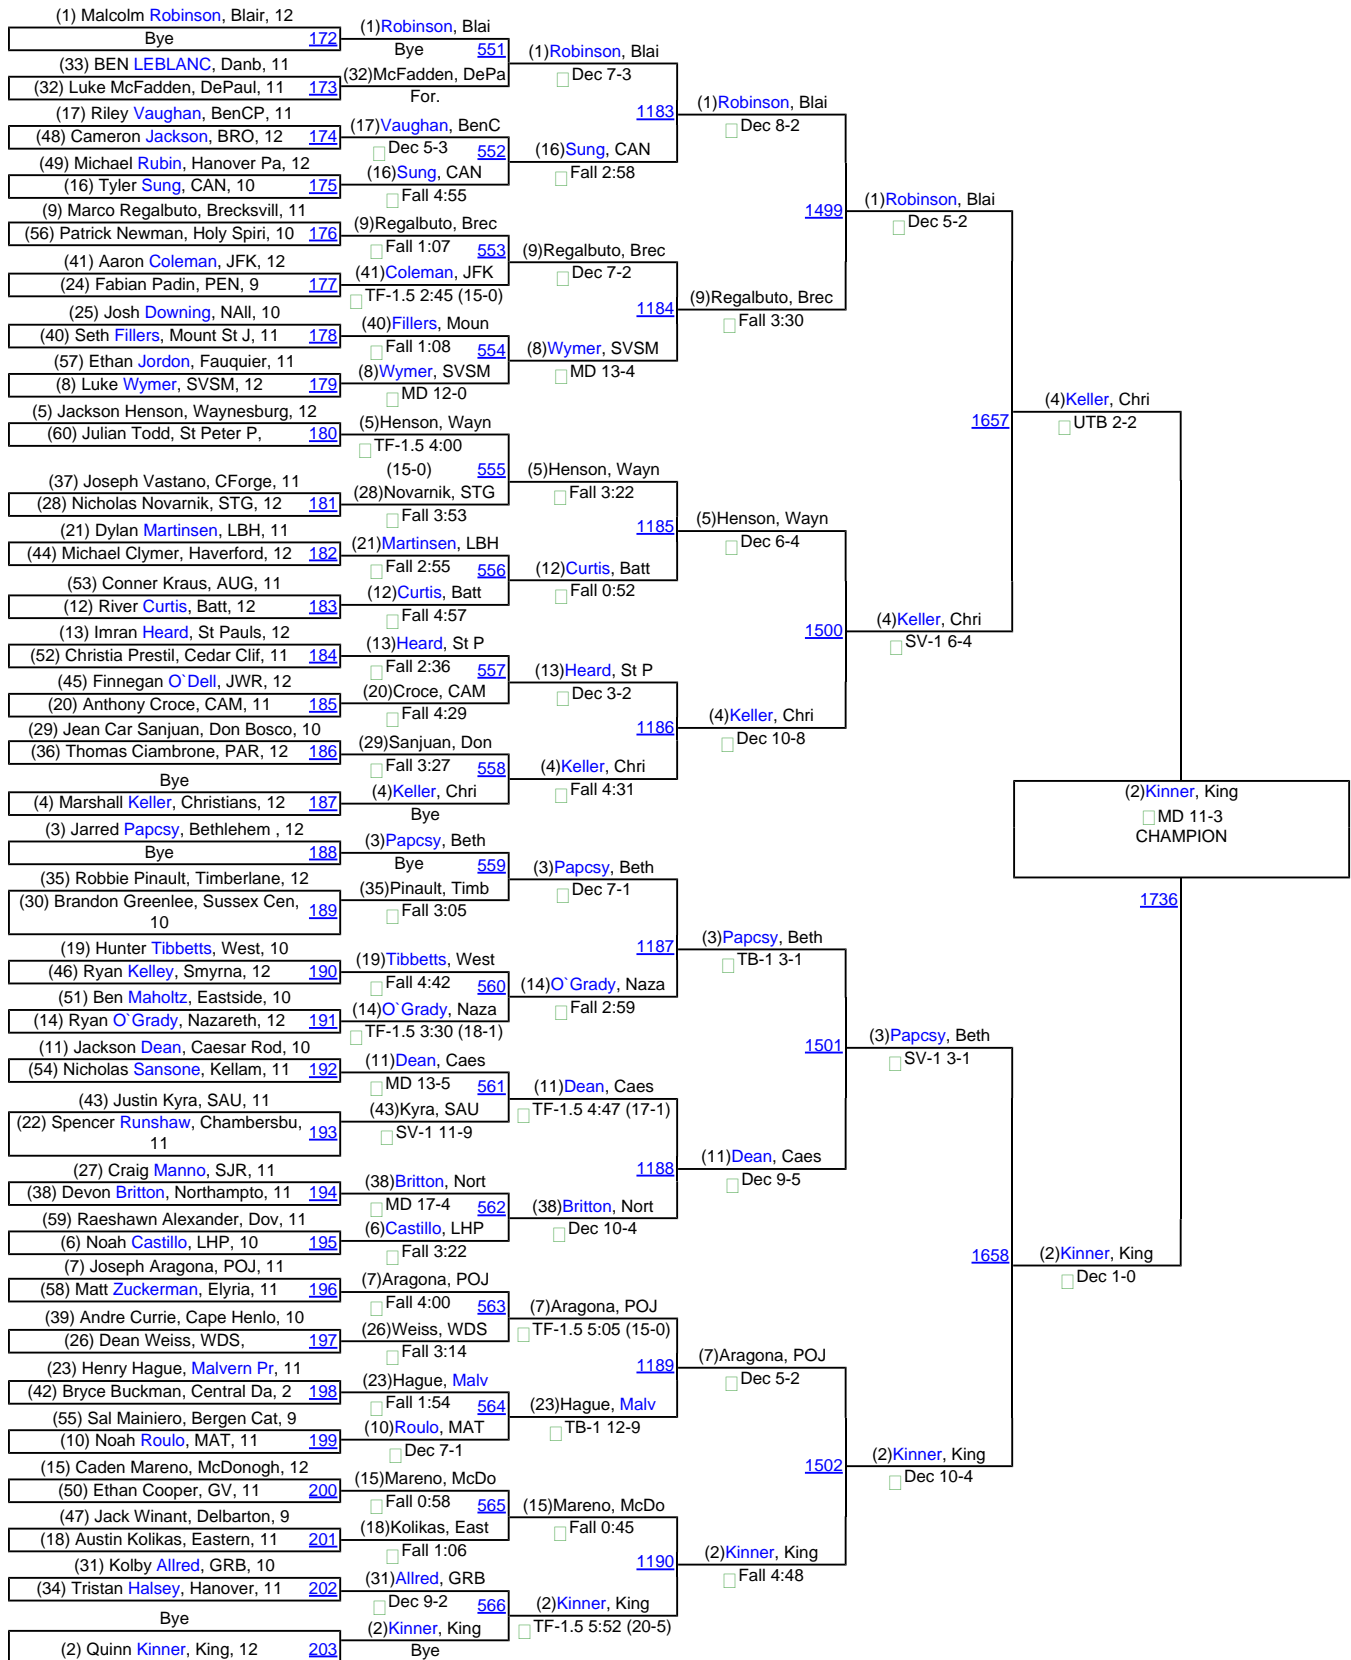 (1) Malcolm Robinson, Blair, 12
Bye 172
(33) BEN LEBLANC, Danb, 11
(32) Luke McFadden, DePaul, 11 173
(17) Riley Vaughan, BenCP, 11
(48) Cameron Jackson, BRO, 12 174
(49) Michael Rubin, Hanover Pa, 12
(16) Tyler Sung, CAN, 10 175
(9) Marco Regalbuto, Brecksvill, 11
(56) Patrick Newman, Holy Spiri, 10 176
(41) Aaron Coleman, JFK, 12
(24) Fabian Padin, PEN, 9 177
(25) Josh Downing, NAll, 10
(40) Seth Fillers, Mount St J, 11 178
(57) Ethan Jordon, Fauquier, 11
(8) Luke Wymer, SVSM, 12 179
(5) Jackson Henson, Waynesburg, 12
(60) Julian Todd, St Peter P, 180
(37) Joseph Vastano, CForge, 11
(28) Nicholas Novarnik, STG, 12 181
(21) Dylan Martinsen, LBH, 11
(44) Michael Clymer, Haverford, 12 182
(53) Conner Kraus, AUG, 11
(12) River Curtis, Batt, 12 183
(13) Imran Heard, St Pauls, 12
(52) Christia Prestil, Cedar Clif, 11 184
(45) Finnegan O`Dell, JWR, 12
(20) Anthony Croce, CAM, 11 185
(29) Jean Car Sanjuan, Don Bosco, 10
(36) Thomas Ciambrone, PAR, 12 186
Bye
(4) Marshall Keller, Christians, 12 187
(3) Jarred Papcsy, Bethlehem , 12
Bye 188
(35) Robbie Pinault, Timberlane, 12
(30) Brandon Greenlee, Sussex Cen,
10 189
(19) Hunter Tibbetts, West, 10
(46) Ryan Kelley, Smyrna, 12 190
(51) Ben Maholtz, Eastside, 10
(14) Ryan O`Grady, Nazareth, 12 191
(11) Jackson Dean, Caesar Rod, 10
(54) Nicholas Sansone, Kellam, 11 192
(43) Justin Kyra, SAU, 11
(22) Spencer Runshaw, Chambersbu,
11 193
(27) Craig Manno, SJR, 11
(38) Devon Britton, Northampto, 11 194
(59) Raeshawn Alexander, Dov, 11
(6) Noah Castillo, LHP, 10 195
(7) Joseph Aragona, POJ, 11
(58) Matt Zuckerman, Elyria, 11 196
(39) Andre Currie, Cape Henlo, 10
(26) Dean Weiss, WDS, 197
(23) Henry Hague, Malvern Pr, 11
(42) Bryce Buckman, Central Da, 2 198
(55) Sal Mainiero, Bergen Cat, 9
(10) Noah Roulo, MAT, 11 199
(15) Caden Mareno, McDonogh, 12
(50) Ethan Cooper, GV, 11 200
(47) Jack Winant, Delbarton, 9
(18) Austin Kolikas, Eastern, 11 201
(31) Kolby Allred, GRB, 10
(34) Tristan Halsey, Hanover, 11 202
Bye
(2) Quinn Kinner, King, 12 203
(1)Robinson, Blai
Bye 551
(32)McFadden, DePa
For.
(17)Vaughan, BenC
Dec 5-3 552
(16)Sung, CAN
Fall 4:55
(9)Regalbuto, Brec
Fall 1:07 553
(41)Coleman, JFK
TF-1.5 2:45 (15-0)
(40)Fillers, Moun
Fall 1:08 554
(8)Wymer, SVSM
MD 12-0
(5)Henson, Wayn
TF-1.5 4:00
(15-0) 555
(28)Novarnik, STG
Fall 3:53
(21)Martinsen, LBH
Fall 2:55 556
(12)Curtis, Batt
Fall 4:57
(13)Heard, St P
Fall 2:36 557
(20)Croce, CAM
Fall 4:29
(29)Sanjuan, Don
Fall 3:27 558
(4)Keller, Chri
Bye
(3)Papcsy, Beth
Bye 559
(35)Pinault, Timb
Fall 3:05
(19)Tibbetts, West
Fall 4:42 560
(14)O`Grady, Naza
TF-1.5 3:30 (18-1)
(11)Dean, Caes
MD 13-5 561
(43)Kyra, SAU
SV-1 11-9
(38)Britton, Nort
MD 17-4 562
(6)Castillo, LHP
Fall 3:22
(7)Aragona, POJ
Fall 4:00 563
(26)Weiss, WDS
Fall 3:14
(23)Hague, Malv
Fall 1:54 564
(10)Roulo, MAT
Dec 7-1
(15)Mareno, McDo
Fall 0:58 565
(18)Kolikas, East
Fall 1:06
(31)Allred, GRB
Dec 9-2 566
(2)Kinner, King
Bye
(1)Robinson, Blai
Dec 7-3
1183
(16)Sung, CAN
Fall 2:58
(9)Regalbuto, Brec
Dec 7-2
1184
(8)Wymer, SVSM
MD 13-4
(5)Henson, Wayn
Fall 3:22
1185
(12)Curtis, Batt
Fall 0:52
(13)Heard, St P
Dec 3-2
1186
(4)Keller, Chri
Fall 4:31
(3)Papcsy, Beth
Dec 7-1
1187
(14)O`Grady, Naza
Fall 2:59
(11)Dean, Caes
TF-1.5 4:47 (17-1)
1188
(38)Britton, Nort
Dec 10-4
(7)Aragona, POJ
TF-1.5 5:05 (15-0)
1189
(23)Hague, Malv
TB-1 12-9
(15)Mareno, McDo
Fall 0:45
1190
(2)Kinner, King
TF-1.5 5:52 (20-5)
(1)Robinson, Blai
Dec 8-2
1499
(9)Regalbuto, Brec
Fall 3:30
(5)Henson, Wayn
Dec 6-4
1500
(4)Keller, Chri
Dec 10-8
(3)Papcsy, Beth
TB-1 3-1
1501
(11)Dean, Caes
Dec 9-5
(7)Aragona, POJ
Dec 5-2
1502
(2)Kinner, King
Fall 4:48
(1)Robinson, Blai
Dec 5-2
1657
(4)Keller, Chri
SV-1 6-4
(3)Papcsy, Beth
SV-1 3-1
1658
(2)Kinner, King
Dec 10-4
(4)Keller, Chri
UTB 2-2
(2)Kinner, King
MD 11-3
CHAMPION
1736
(2)Kinner, King
Dec 1-0